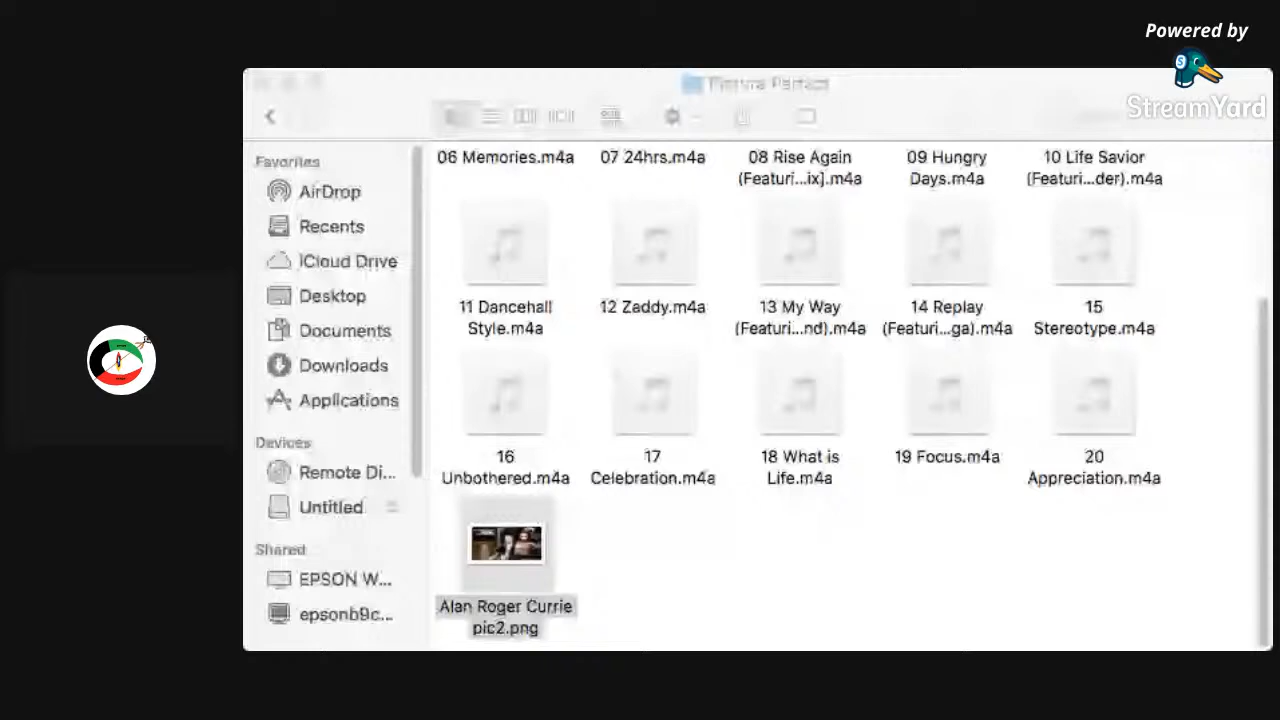 Powered by
StreamYard
Picture Perfect
Favorites
AirDrop
Recents
iCloud Drive
Desktop
Documents
Downloads
Applications
Devices
Remote Di...
Untitled
Shared
EPSON W...
epsonb9c...
06 Memories.m4a
07 24hrs.m4a
08 Rise Again
(Featuri...ix].m4a
09 Hungry
Days.m4a
10 Life Savior
(Featuri...der).m4a
11 Dancehall
Style.m4a
12 Zaddy.m4a
13 My Way
(Featuri...nd).m4a
14 Replay
(Featuri...ga).m4a
15
Stereotype.m4a
16
Unbothered.m4a
17
Celebration.m4a
18 What is
Life.m4a
19 Focus.m4a
20
Appreciation.m4a
Alan Roger Currie
pic2.png